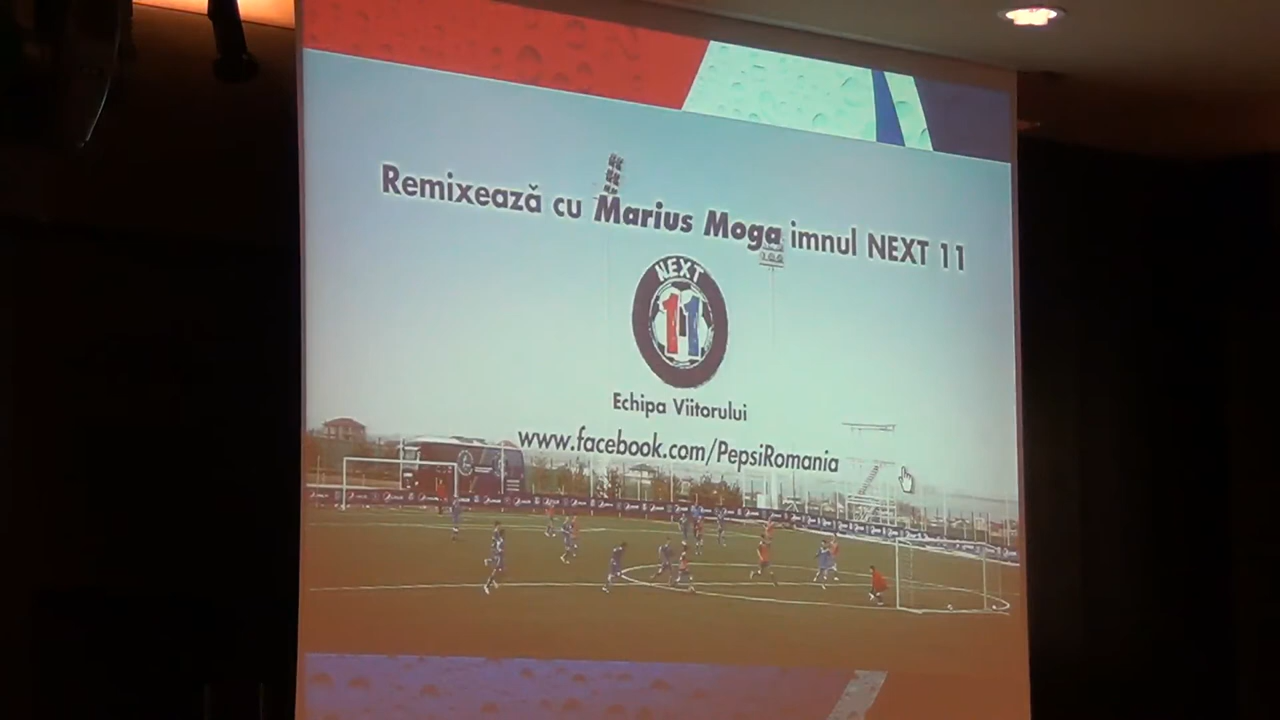 Remixează cu Marius Moga imnul NEXT 11
NEXT
11
Echipa Viitorului
www.facebook.com/PepsiRomania